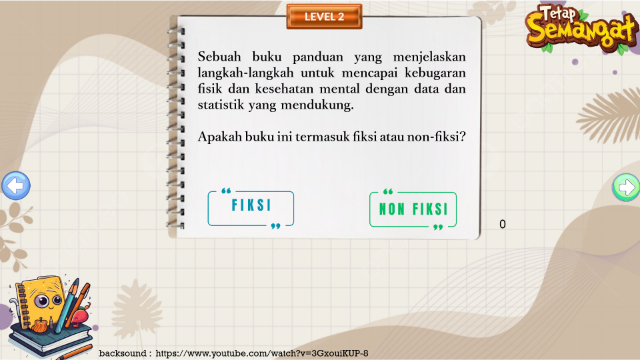 LEVEL 2
Tetap
Semangat
Sebuah buku panduan yang menjelaskan
langkah-langkah untuk mencapai kebugaran
fisik dan kesehatan mental dengan data dan
statistik yang mendukung.
Apakah buku ini termasuk fiksi atau non-fiksi?
“ FIKSI ”
“ NON FIKSI ”
0
backsound : https://www.youtube.com/watch?v=3GxouiKUP-8